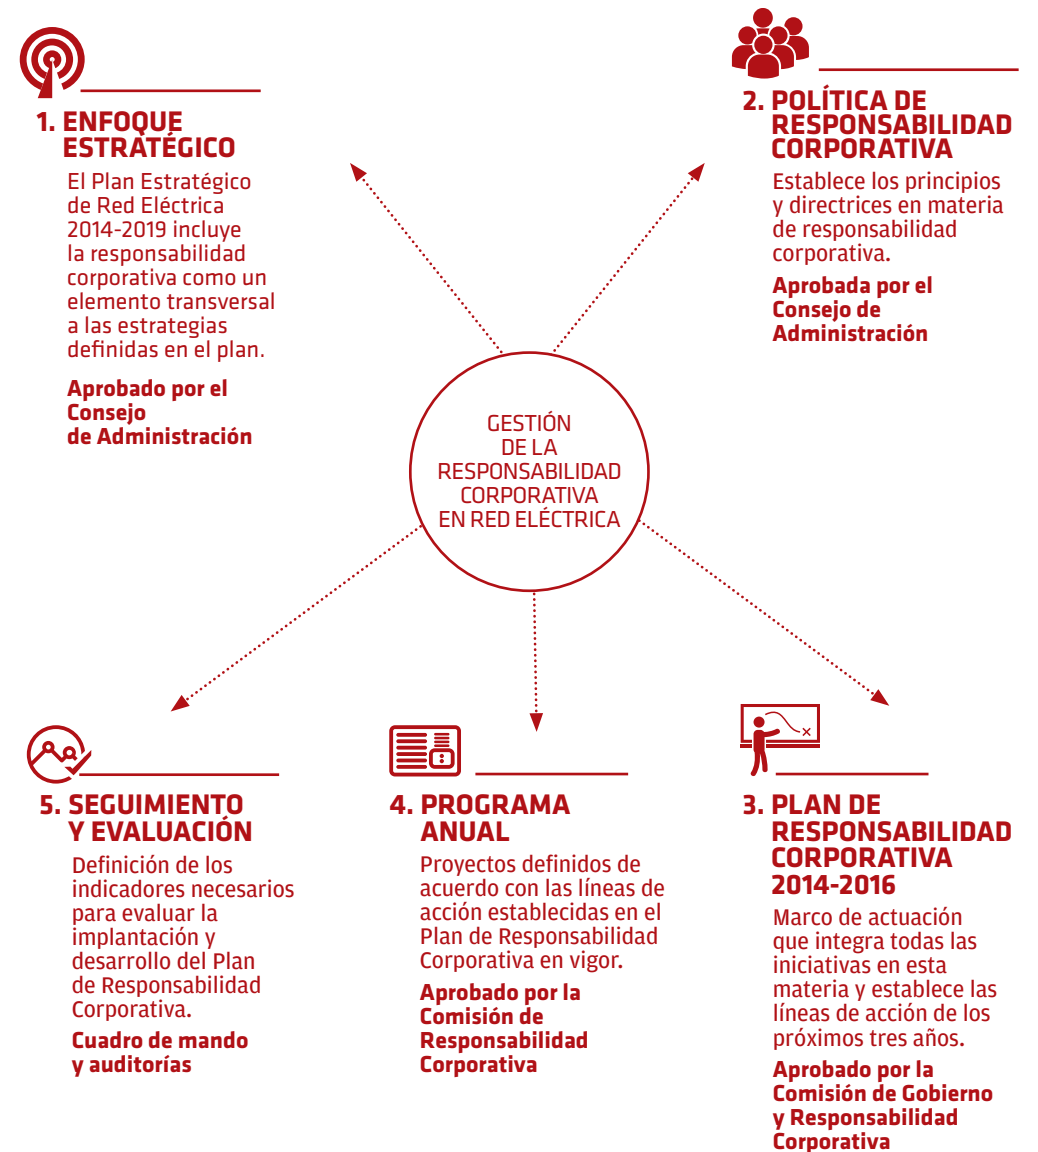 1. ENFOQUE
ESTRATÉGICO
El Plan Estratégico
de Red Eléctrica
2014-2019 incluye
la responsabilidad
corporativa como un
elemento transversal
a las estrategias
definidas en el plan.
Aprobado por el
Consejo
de Administración
2. POLÍTICA DE
RESPONSABILIDAD
CORPORATIVA
Establece los principios
y directrices en materia
de responsabilidad
corporativa.
Aprobada por el
Consejo de
Administración
GESTIÓN
DE LA
RESPONSABILIDAD
CORPORATIVA
EN RED ELÉCTRICA
5. SEGUIMIENTO
Y EVALUACIÓN
Definición de los
indicadores necesarios
para evaluar la
implantación y
desarrollo del Plan
de Responsabilidad
Corporativa.
Cuadro de mando
y auditorías
4. PROGRAMA
ANUAL
Proyectos definidos de
acuerdo con las líneas de
acción establecidas en el
Plan de Responsabilidad
Corporativa en vigor.
Aprobado por la
Comisión de
Responsabilidad
Corporativa
3. PLAN DE
RESPONSABILIDAD
CORPORATIVA
2014-2016
Marco de actuación
que integra todas las
iniciativas en esta
materia y establece las
líneas de acción de los
próximos tres años.
Aprobado por la
Comisión de Gobierno
y Responsabilidad
Corporativa